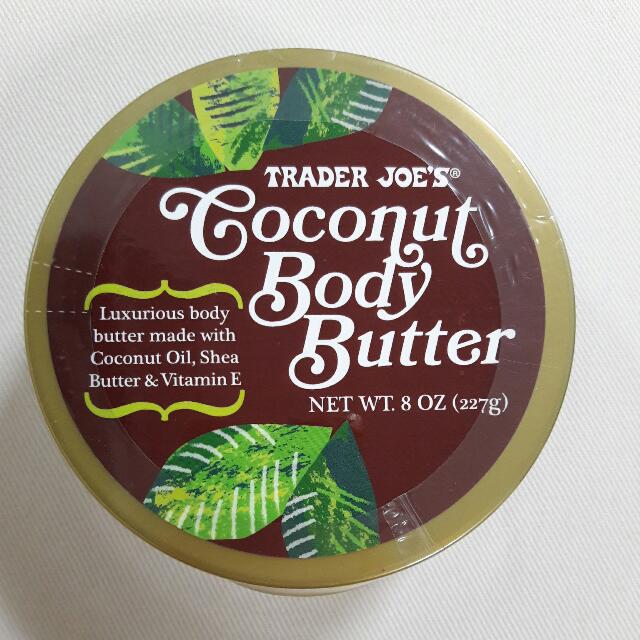 TRADER JOE'S®
Coconut
Body
Butter
Luxurious body
butter made with
Coconut Oil, Shea
Butter & Vitamin E
NET WT. 8 OZ (227g)